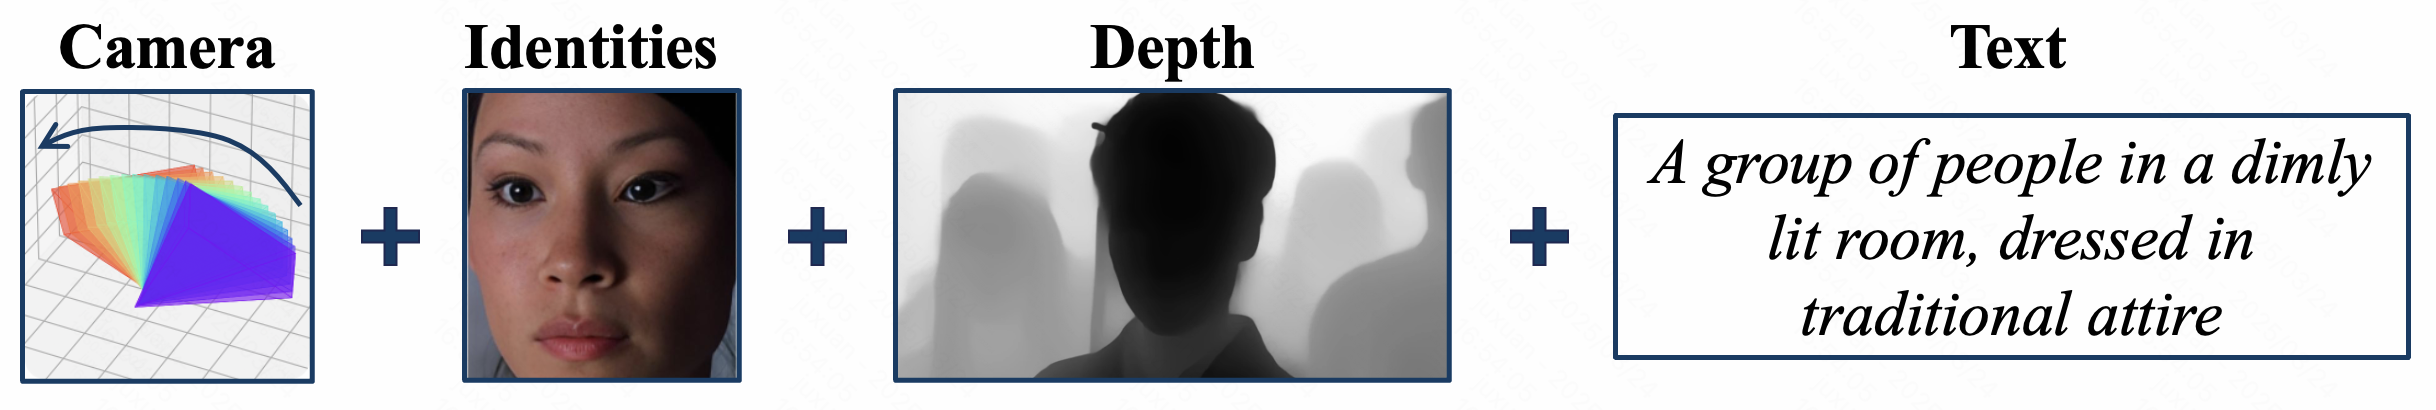 Camera
Identities
Depth
Text
A group of people in a dimly
lit room, dressed in
traditional attire